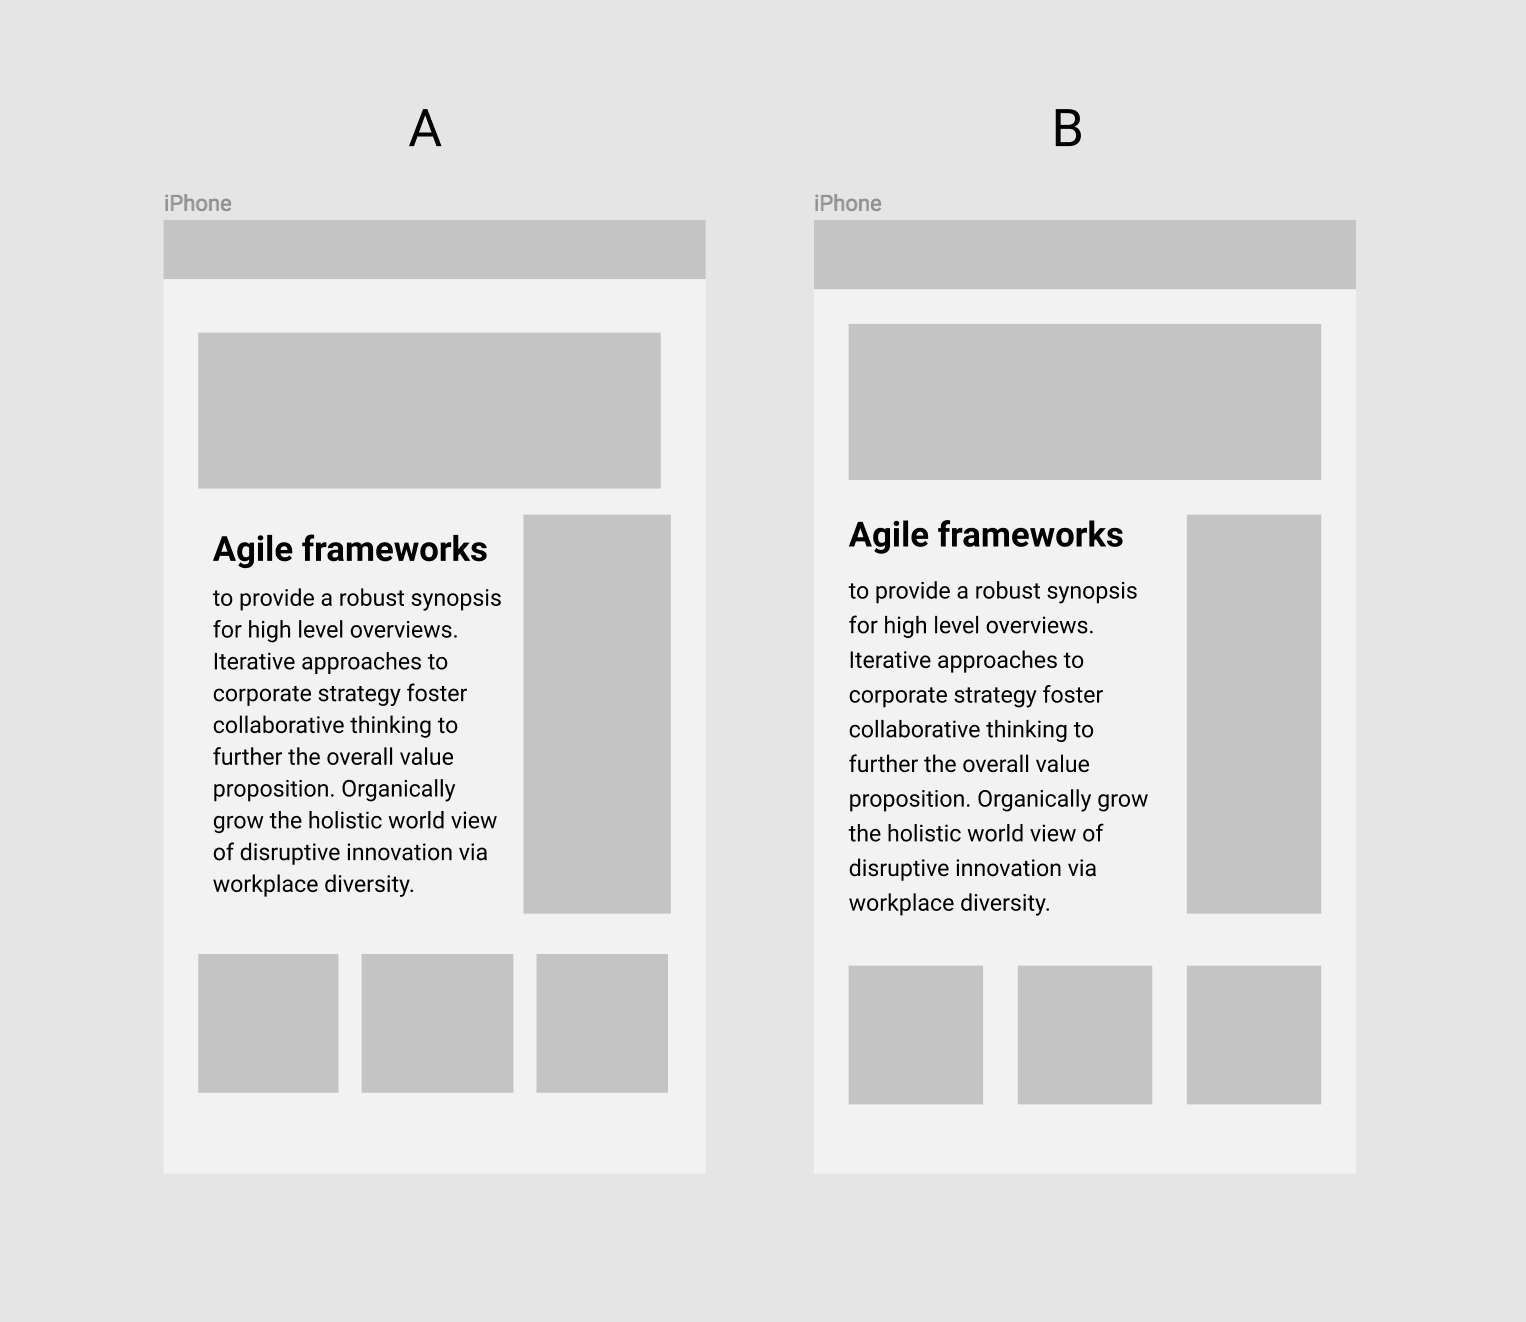 A
iPhone
Agile frameworks
to provide a robust synopsis
for high level overviews.
Iterative approaches to
corporate strategy foster
collaborative thinking to
further the overall value
proposition. Organically
grow the holistic world view
of disruptive innovation via
workplace diversity.
B
iPhone
Agile frameworks
to provide a robust synopsis
for high level overviews.
Iterative approaches to
corporate strategy foster
collaborative thinking to
further the overall value
proposition. Organically grow
the holistic world view of
disruptive innovation via
workplace diversity.